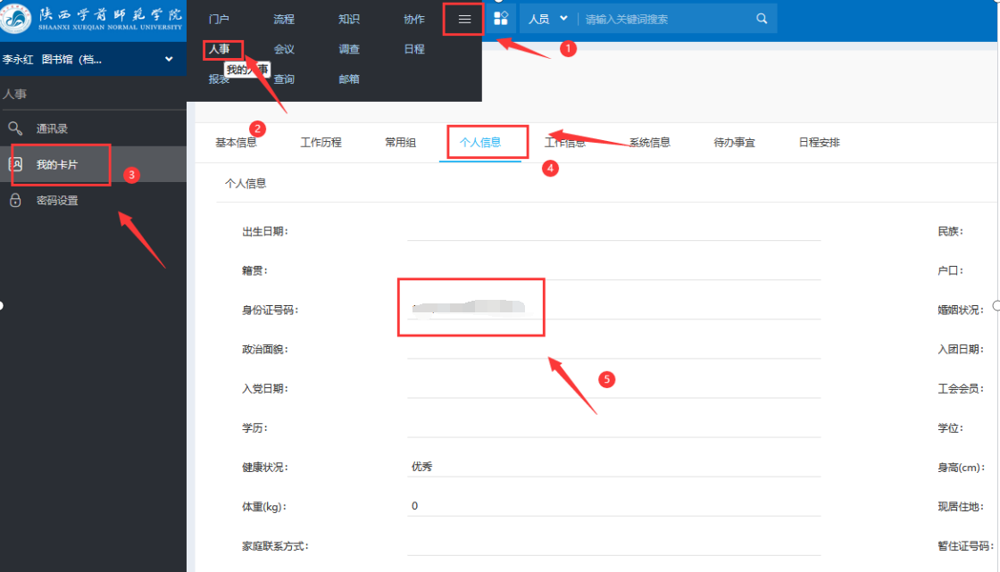 陕西学前师范学院
SHAANXI XUEQIAN NORMAL UNIVERSITY
门户 流程 知识 协作
人员 请输入关键词搜索
人事 会议 调查 日程
1
我的人事
报表 查询 邮箱
李永红 图书馆（档...
人事
通讯录
我的卡片
3
密码设置
2
基本信息 工作历程 常用组 个人信息 工作信息 系统信息 待办事宜 日程安排
4
个人信息
出生日期： 民族：
籍贯： 户口：
身份证号码： 婚姻状况：
政治面貌： 入团日期：
5
入党日期： 工会会员：
学历： 学位：
健康状况： 优秀 身高(cm)：
体重(kg)： 0 现居住地：
家庭联系方式： 暂住证号码：